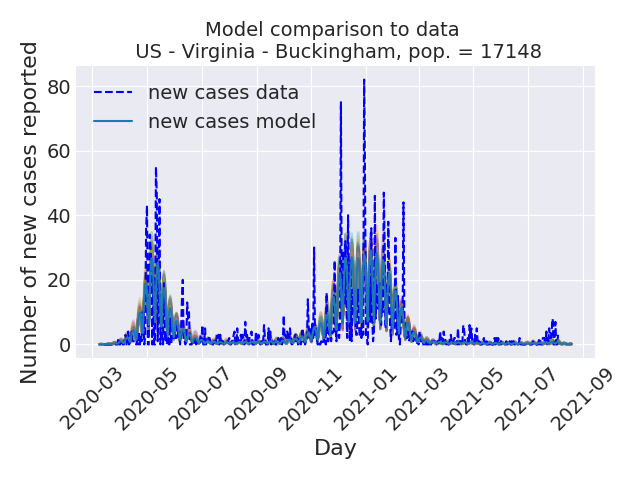 Model comparison to data
US - Virginia - Buckingham, pop. = 17148
Number of new cases reported
80
60
40
20
0
new cases data
new cases model
2020-03
2020-05
2020-07
2020-09
2020-11
2021-01
2021-03
2021-05
2021-07
2021-09
Day